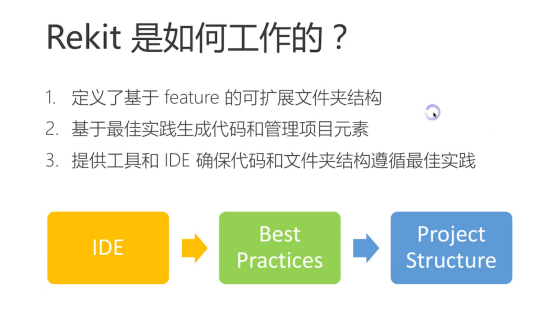 Rekit 是如何工作的？
1. 定义了基于 feature 的可扩展文件夹结构
2. 基于最佳实践生成代码和管理项目元素
3. 提供工具和 IDE 确保代码和文件夹结构遵循最佳实践
IDE
Best
Practices
Project
Structure